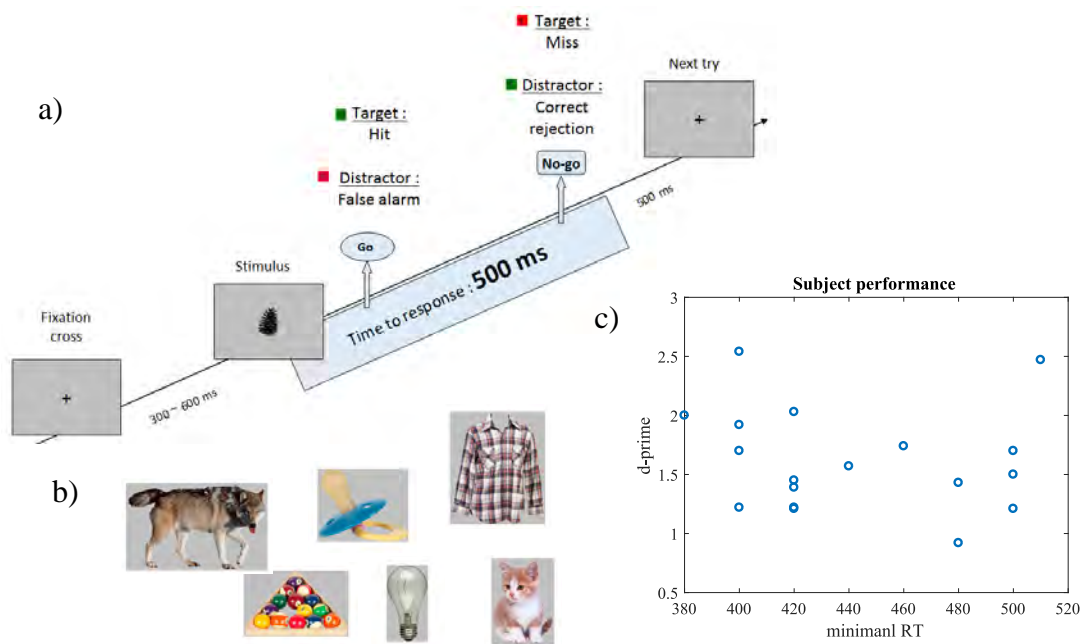 a)
Fixation
cross
300 ~ 600 ms
Stimulus
Target :
Hit
Distractor :
False alarm
Go
Time to response : 500 ms
Target :
Miss
Distractor :
Correct
rejection
No-go
500 ms
Next try
b)
c)
Subject performance
d-prime
3
2.5
2
1.5
1
0.5
380 400 420 440 460 480 500 520
minimanl RT